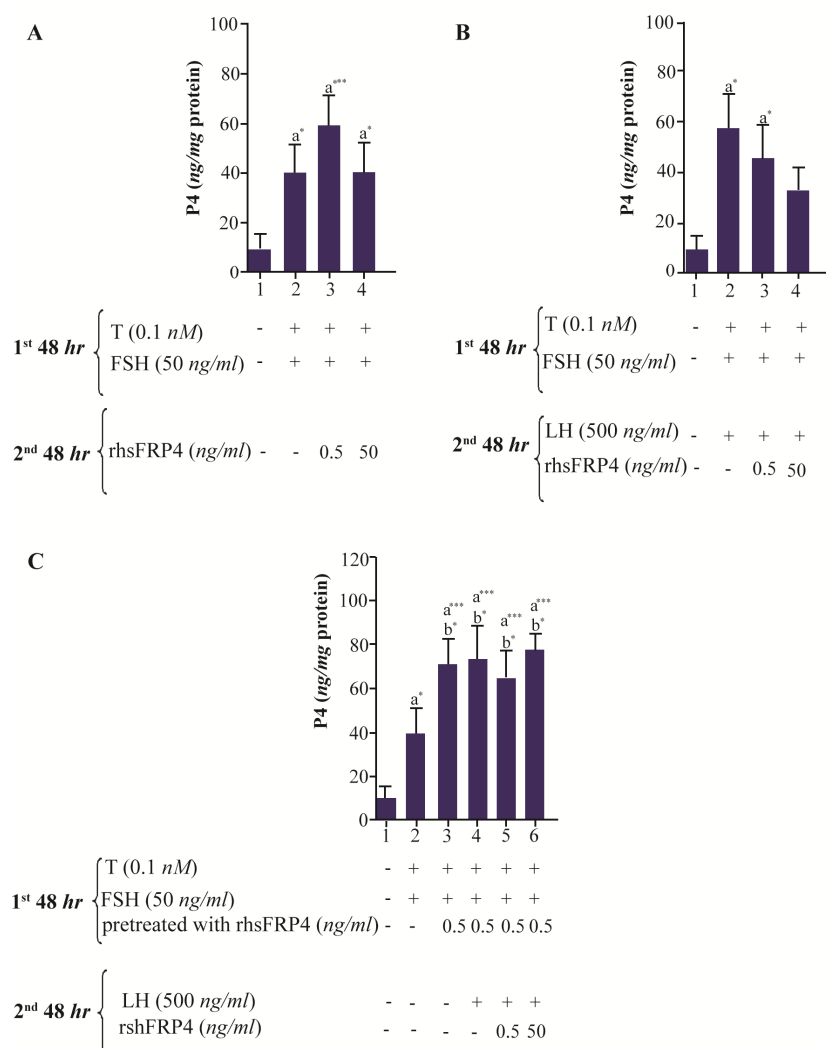 A
P4 (ng/mg protein)
100
80
60
40
20
0
a*
a***
a*
1 2 3 4
1st 48 hr
T (0.1 nM) - + + +
FSH (50 ng/ml) - + + +
2nd 48 hr
rhsFRP4 (ng/ml) - - 0.5 50
B
P4 (ng/mg protein)
100
80
60
40
20
0
a*
a*
1 2 3 4
1st 48 hr
T (0.1 nM) - + + +
FSH (50 ng/ml) - + + +
2nd 48 hr
LH (500 ng/ml) - + + +
rhsFRP4 (ng/ml) - - 0.5 50
C
P4 (ng/mg protein)
120
100
80
60
40
20
0
a*
a*** a*** a*** a***
b* b* b* b*
1 2 3 4 5 6
1st 48 hr
T (0.1 nM) - + + + + +
FSH (50 ng/ml) - + + + + +
pretreated with rhsFRP4 (ng/ml) - - 0.5 0.5 0.5 0.5
2nd 48 hr
LH (500 ng/ml) - - - + + +
rshFRP4 (ng/ml) - - - - 0.5 50